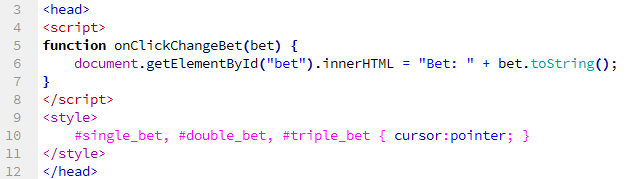 3 <head>
4 <script>
5 function onClickChangeBet(bet) {
6     document.getElementById("bet").innerHTML = "Bet: " + bet.toString();
7 }
8 </script>
9 <style>
10     #single_bet, #double_bet, #triple_bet { cursor:pointer; }
11 </style>
12 </head>